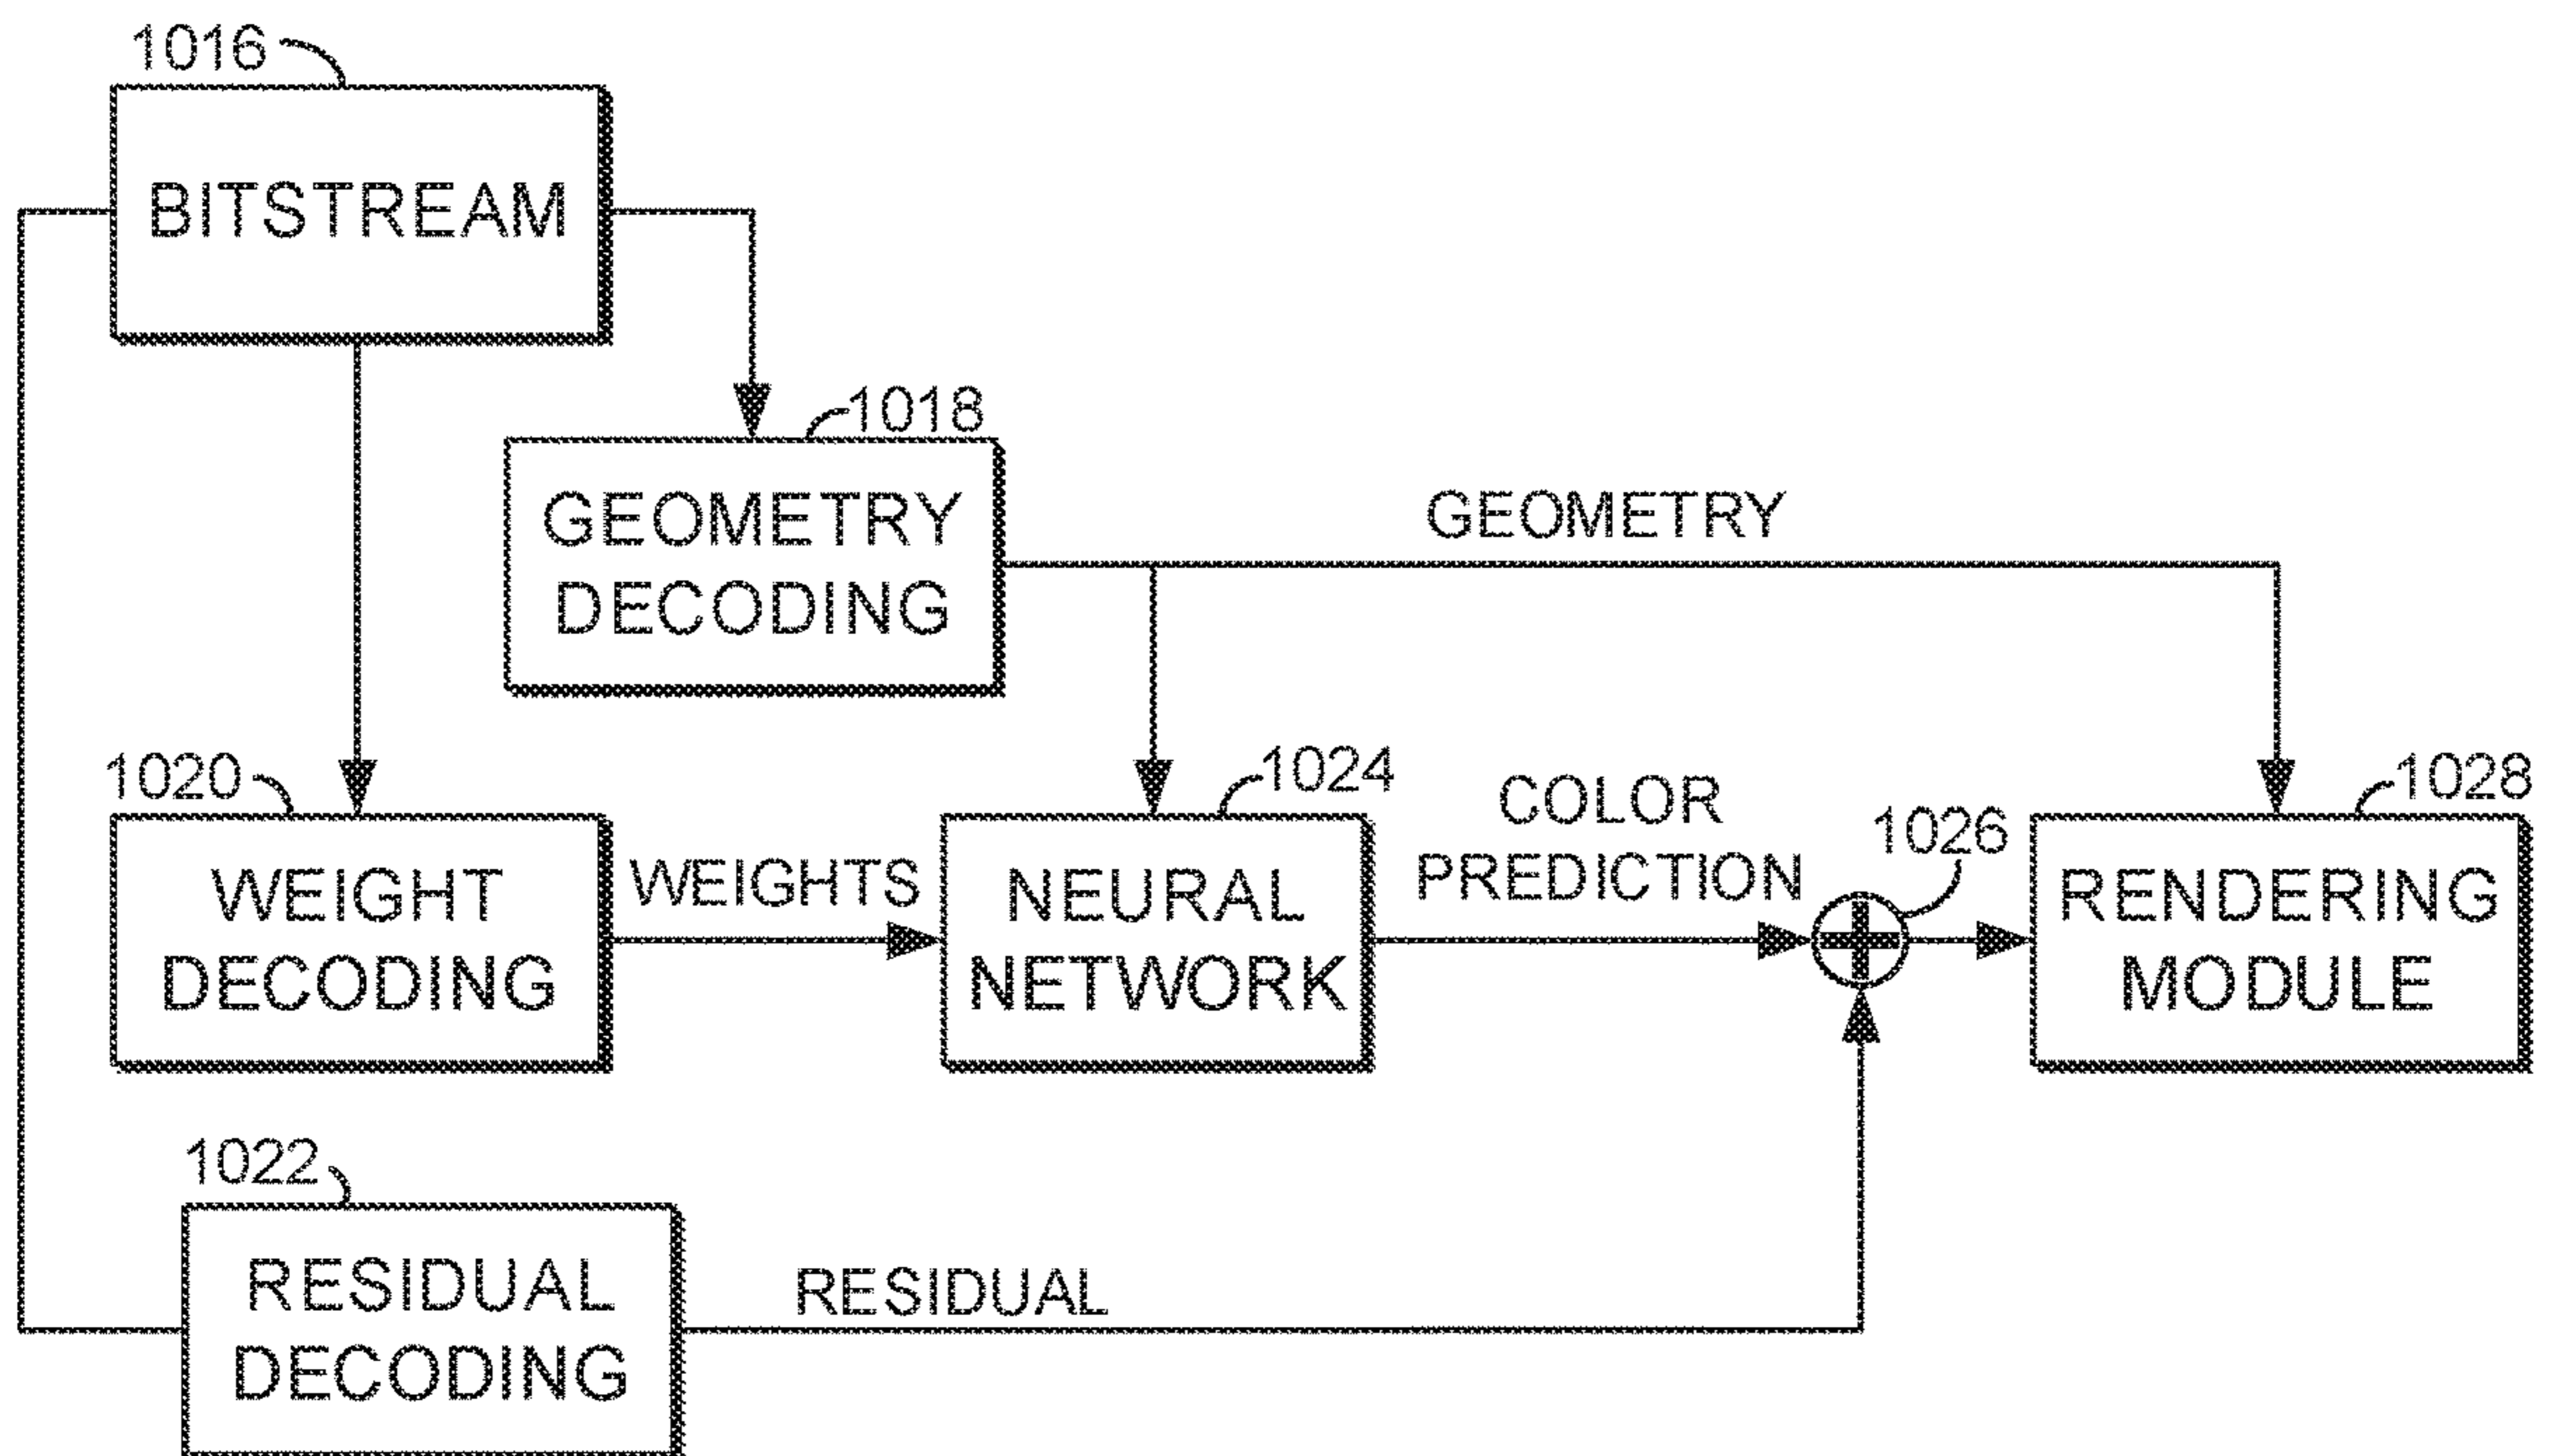 1016
BITSTREAM
1018
GEOMETRY
DECODING
GEOMETRY
1020
WEIGHT
DECODING
WEIGHTS
1024
NEURAL
NETWORK
COLOR
PREDICTION
1026
1028
RENDERING
MODULE
1022
RESIDUAL
DECODING
RESIDUAL